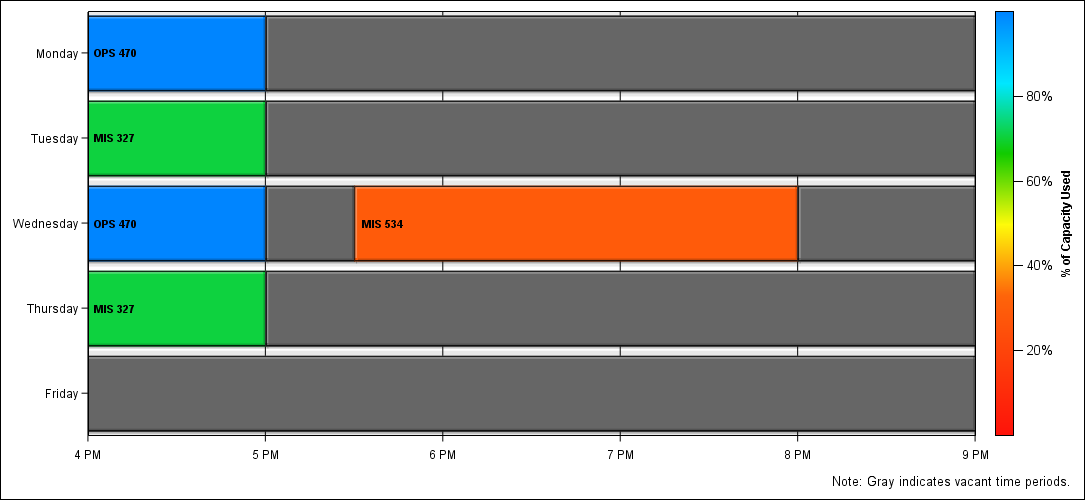 Monday
OPS 470
Tuesday
MIS 327
Wednesday
OPS 470
MIS 534
Thursday
MIS 327
Friday
4 PM
5 PM
6 PM
7 PM
8 PM
9 PM
80%
60%
40%
20%
% of Capacity Used
Note: Gray indicates vacant time periods.